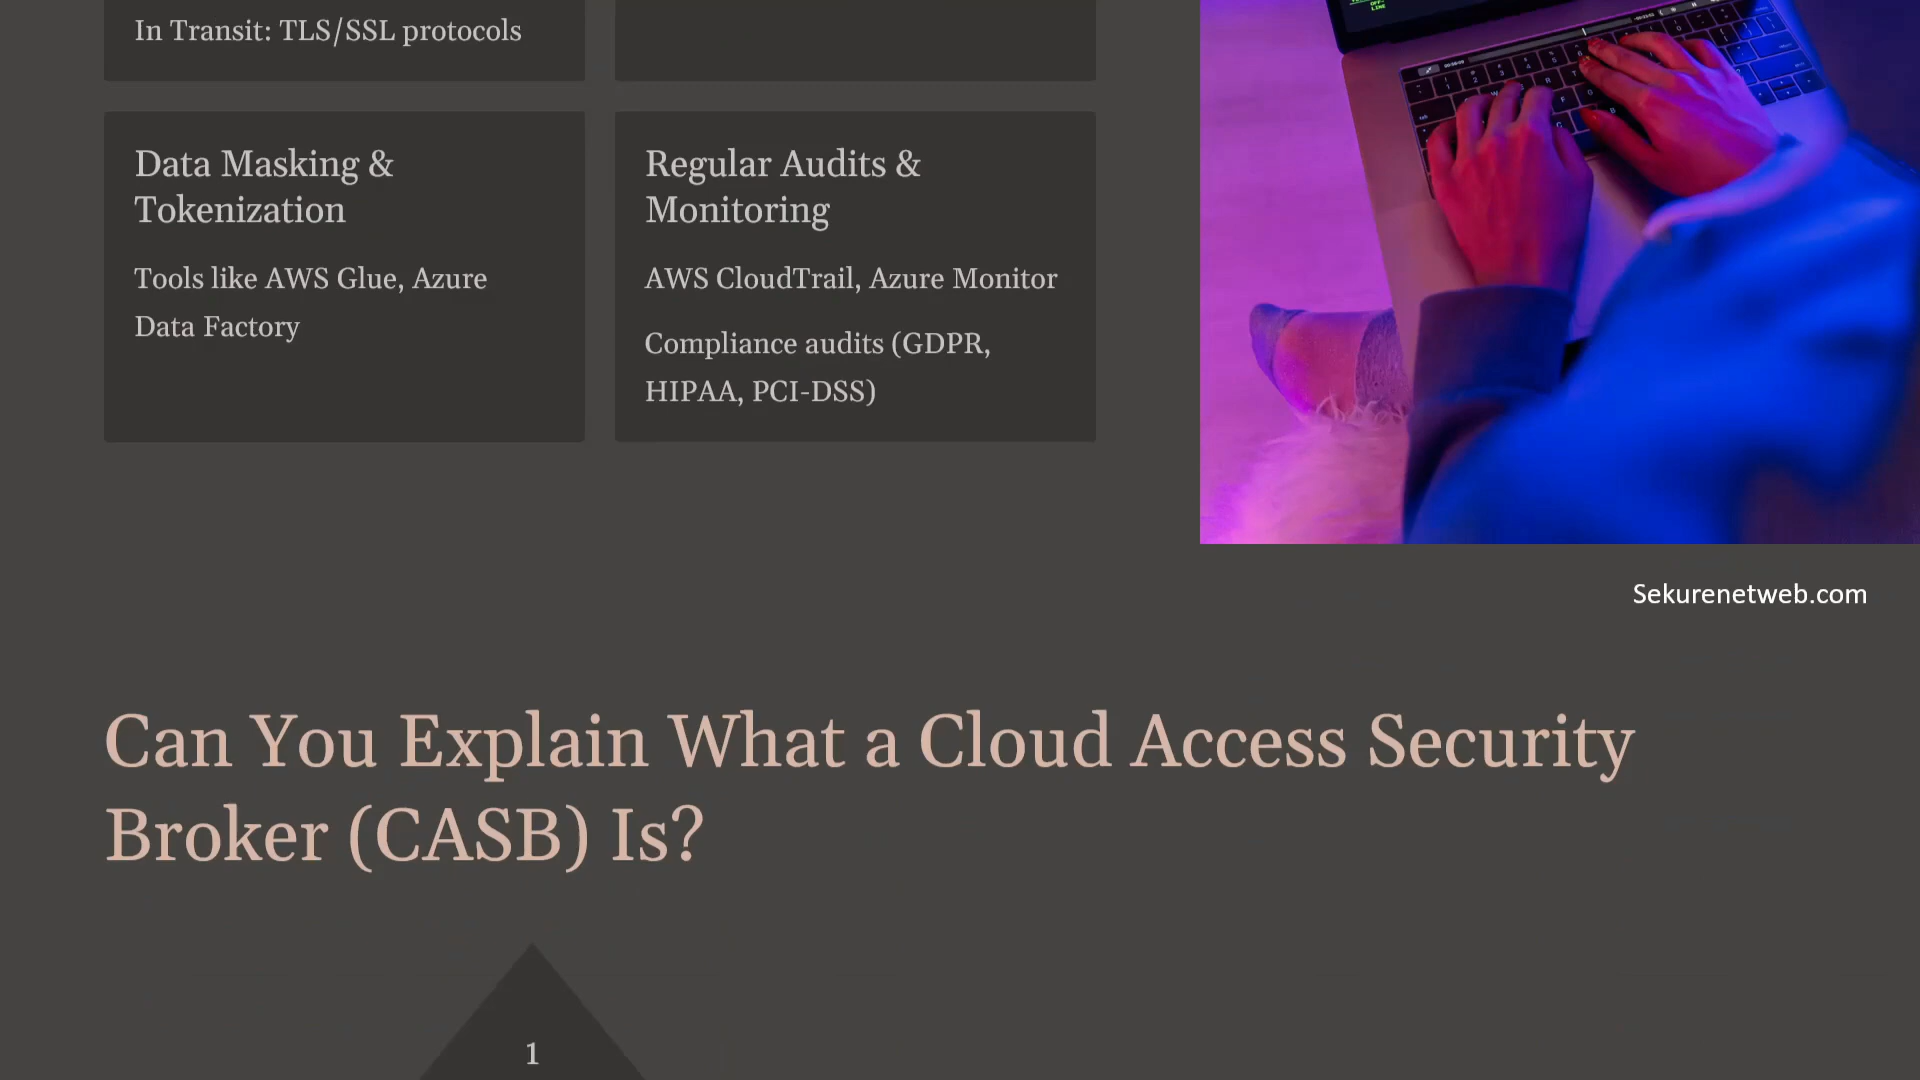 In Transit: TLS/SSL protocols
Data Masking &
Tokenization
Tools like AWS Glue, Azure
Data Factory
Regular Audits &
Monitoring
AWS CloudTrail, Azure Monitor
Compliance audits (GDPR,
HIPAA, PCI-DSS)
Sekurenetweb.com
Can You Explain What a Cloud Access Security
Broker (CASB) Is?
1